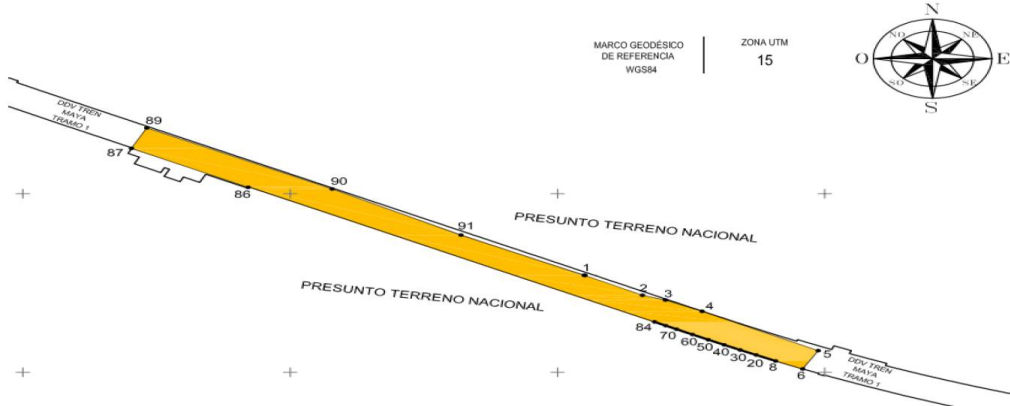 N
NO
NE
O
E
SO
SE
S
MARCO GEODÉSICO
DE REFERENCIA
WGS84
ZONA UTM
15
DDV TREN
MAYA
TRAMO 1
89
87
86
90
91
PRESUNTO TERRENO NACIONAL
PRESUNTO TERRENO NACIONAL
1
2
3
4
5
84
70
60
50
40
30
20
8
6
DDV TREN
MAYA
TRAMO 1